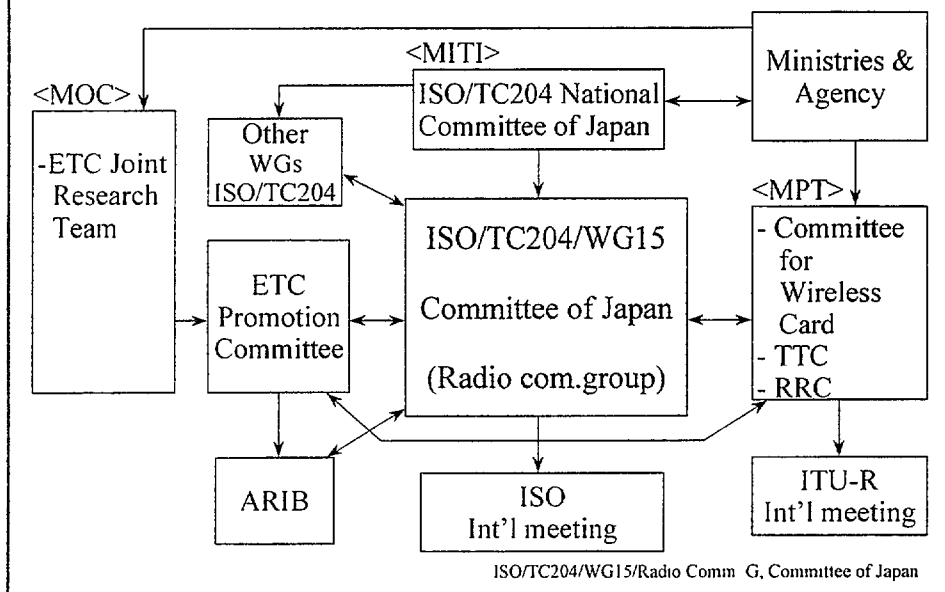 <MITI>
Ministries &
Agency
<MOC>
ISO/TC204 National
Committee of Japan
Other
WGs
ISO/TC204
-ETC Joint
Research
Team
<MPT>
ISO/TC204/WG15
Committee of Japan
(Radio com.group)
- Committee
for
Wireless
Card
- TTC
- RRC
ETC
Promotion
Committee
ARIB
ISO
Int'l meeting
ITU-R
Int'l meeting
ISO/TC204/WG15/Radio Comm G, Committee of Japan